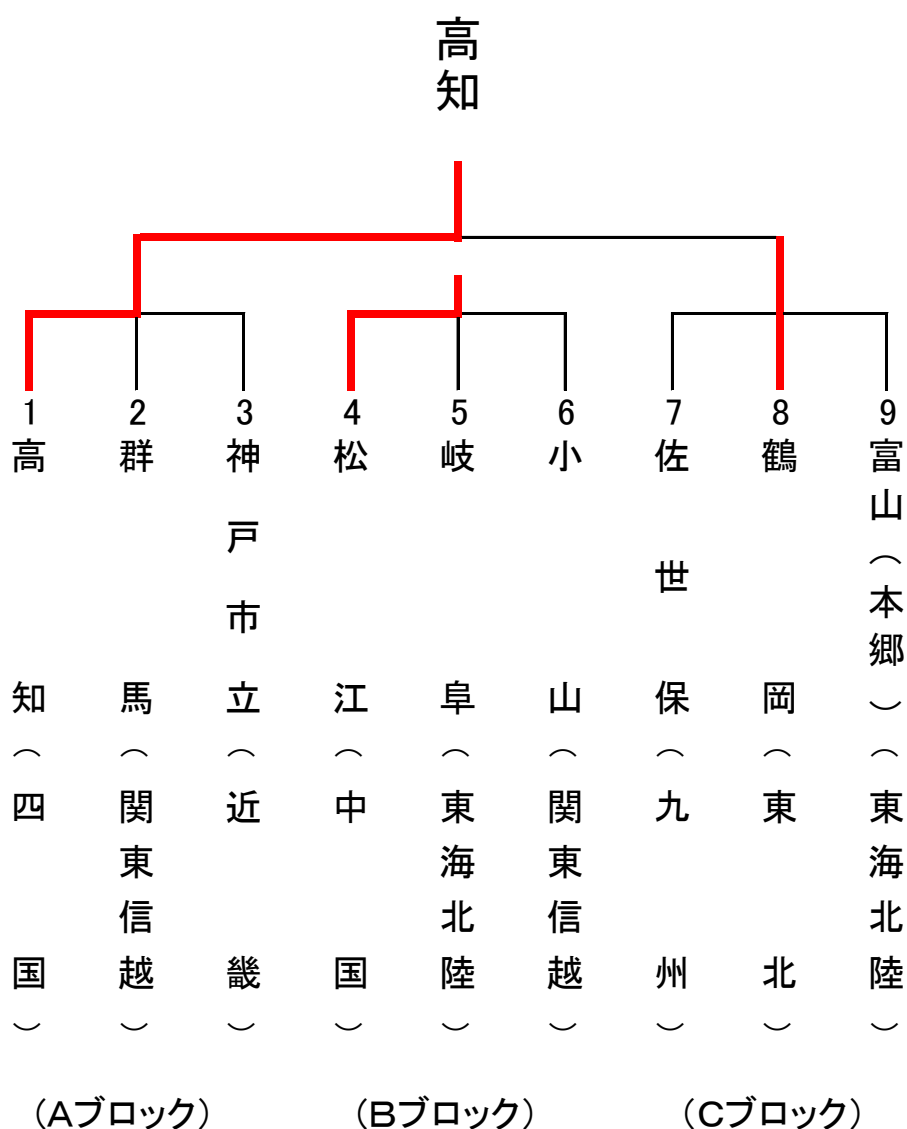 高知
1
高知（四国）
2
群馬（関東信越）
3
神戸市立（近畿）
4
松江（中国）
5
岐阜（東海北陸）
6
小山（関東信越）
7
佐世保（九州）
8
鶴岡（東北）
9
富山（本郷）（東海北陸）
（Aブロック）
（Bブロック）
（Cブロック）